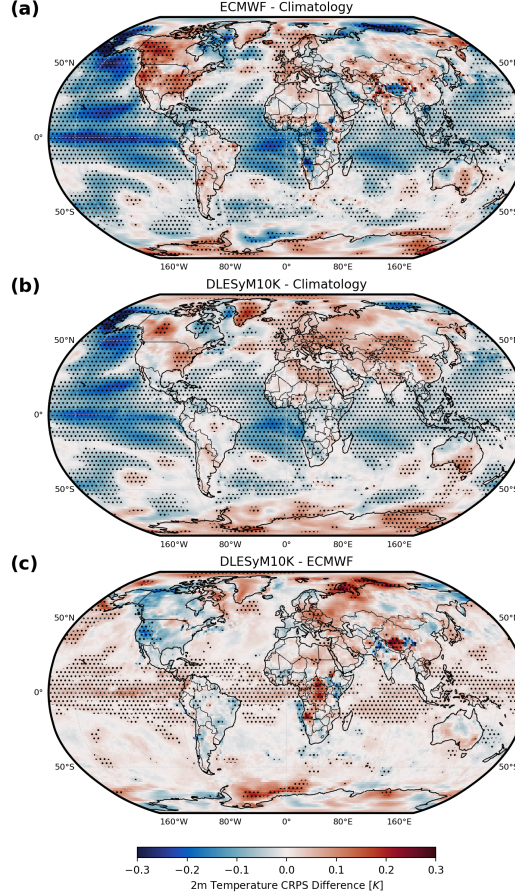 (a)
ECMWF - Climatology
50°N
50°N
0°
0°
50°S
50°S
160°W 80°W 0° 80°E 160°E
(b)
DLESyM10K - Climatology
50°N
50°N
0°
0°
50°S
50°S
160°W 80°W 0° 80°E 160°E
(c)
DLESyM10K - ECMWF
50°N
50°N
0°
0°
50°S
50°S
160°W 80°W 0° 80°E 160°E
−0.3 −0.2 −0.1 0.0 0.1 0.2 0.3
2m Temperature CRPS Difference [K]